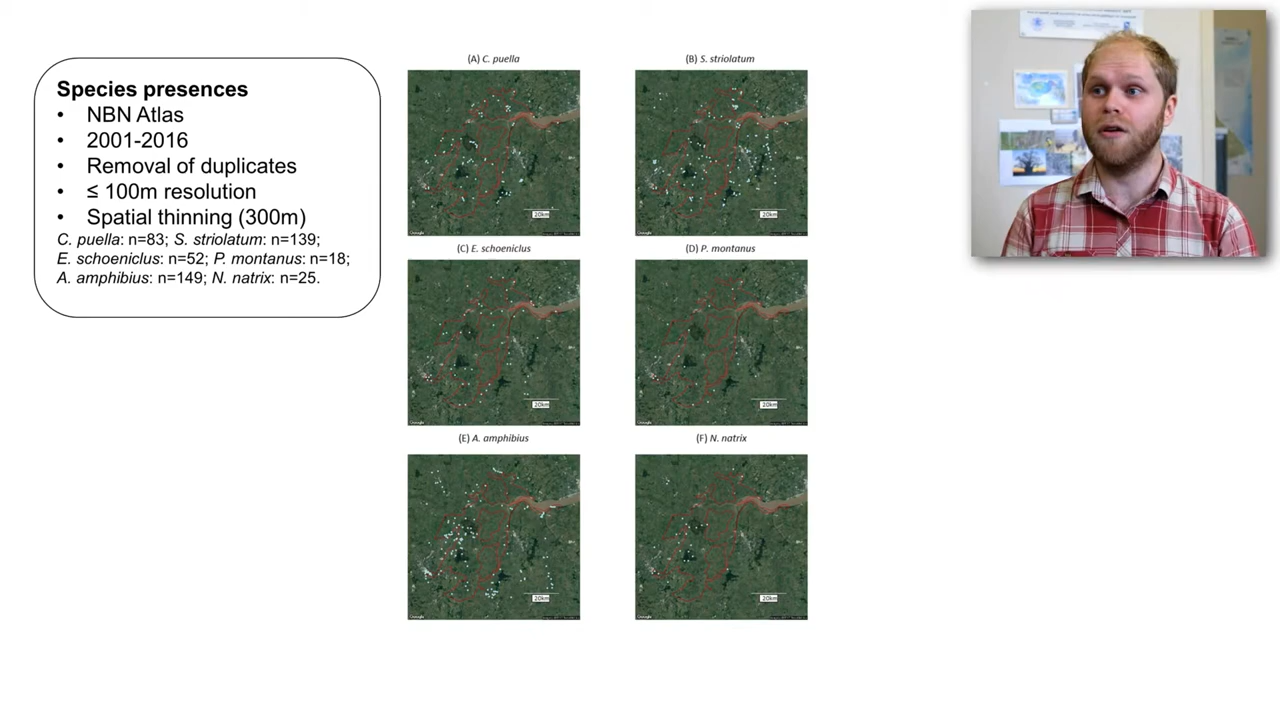 Species presences
• NBN Atlas
• 2001-2016
• Removal of duplicates
• ≤ 100m resolution
• Spatial thinning (300m)
C. puella: n=83; S. striolatum: n=139;
E. schoeniclus: n=52; P. montanus: n=18;
A. amphibius: n=149; N. natrix: n=25.
(A) C. puella
(B) S. striolatum
20km
20km
(C) E. schoeniclus
(D) P. montanus
20km
20km
(E) A. amphibius
(F) N. natrix
20km
20km